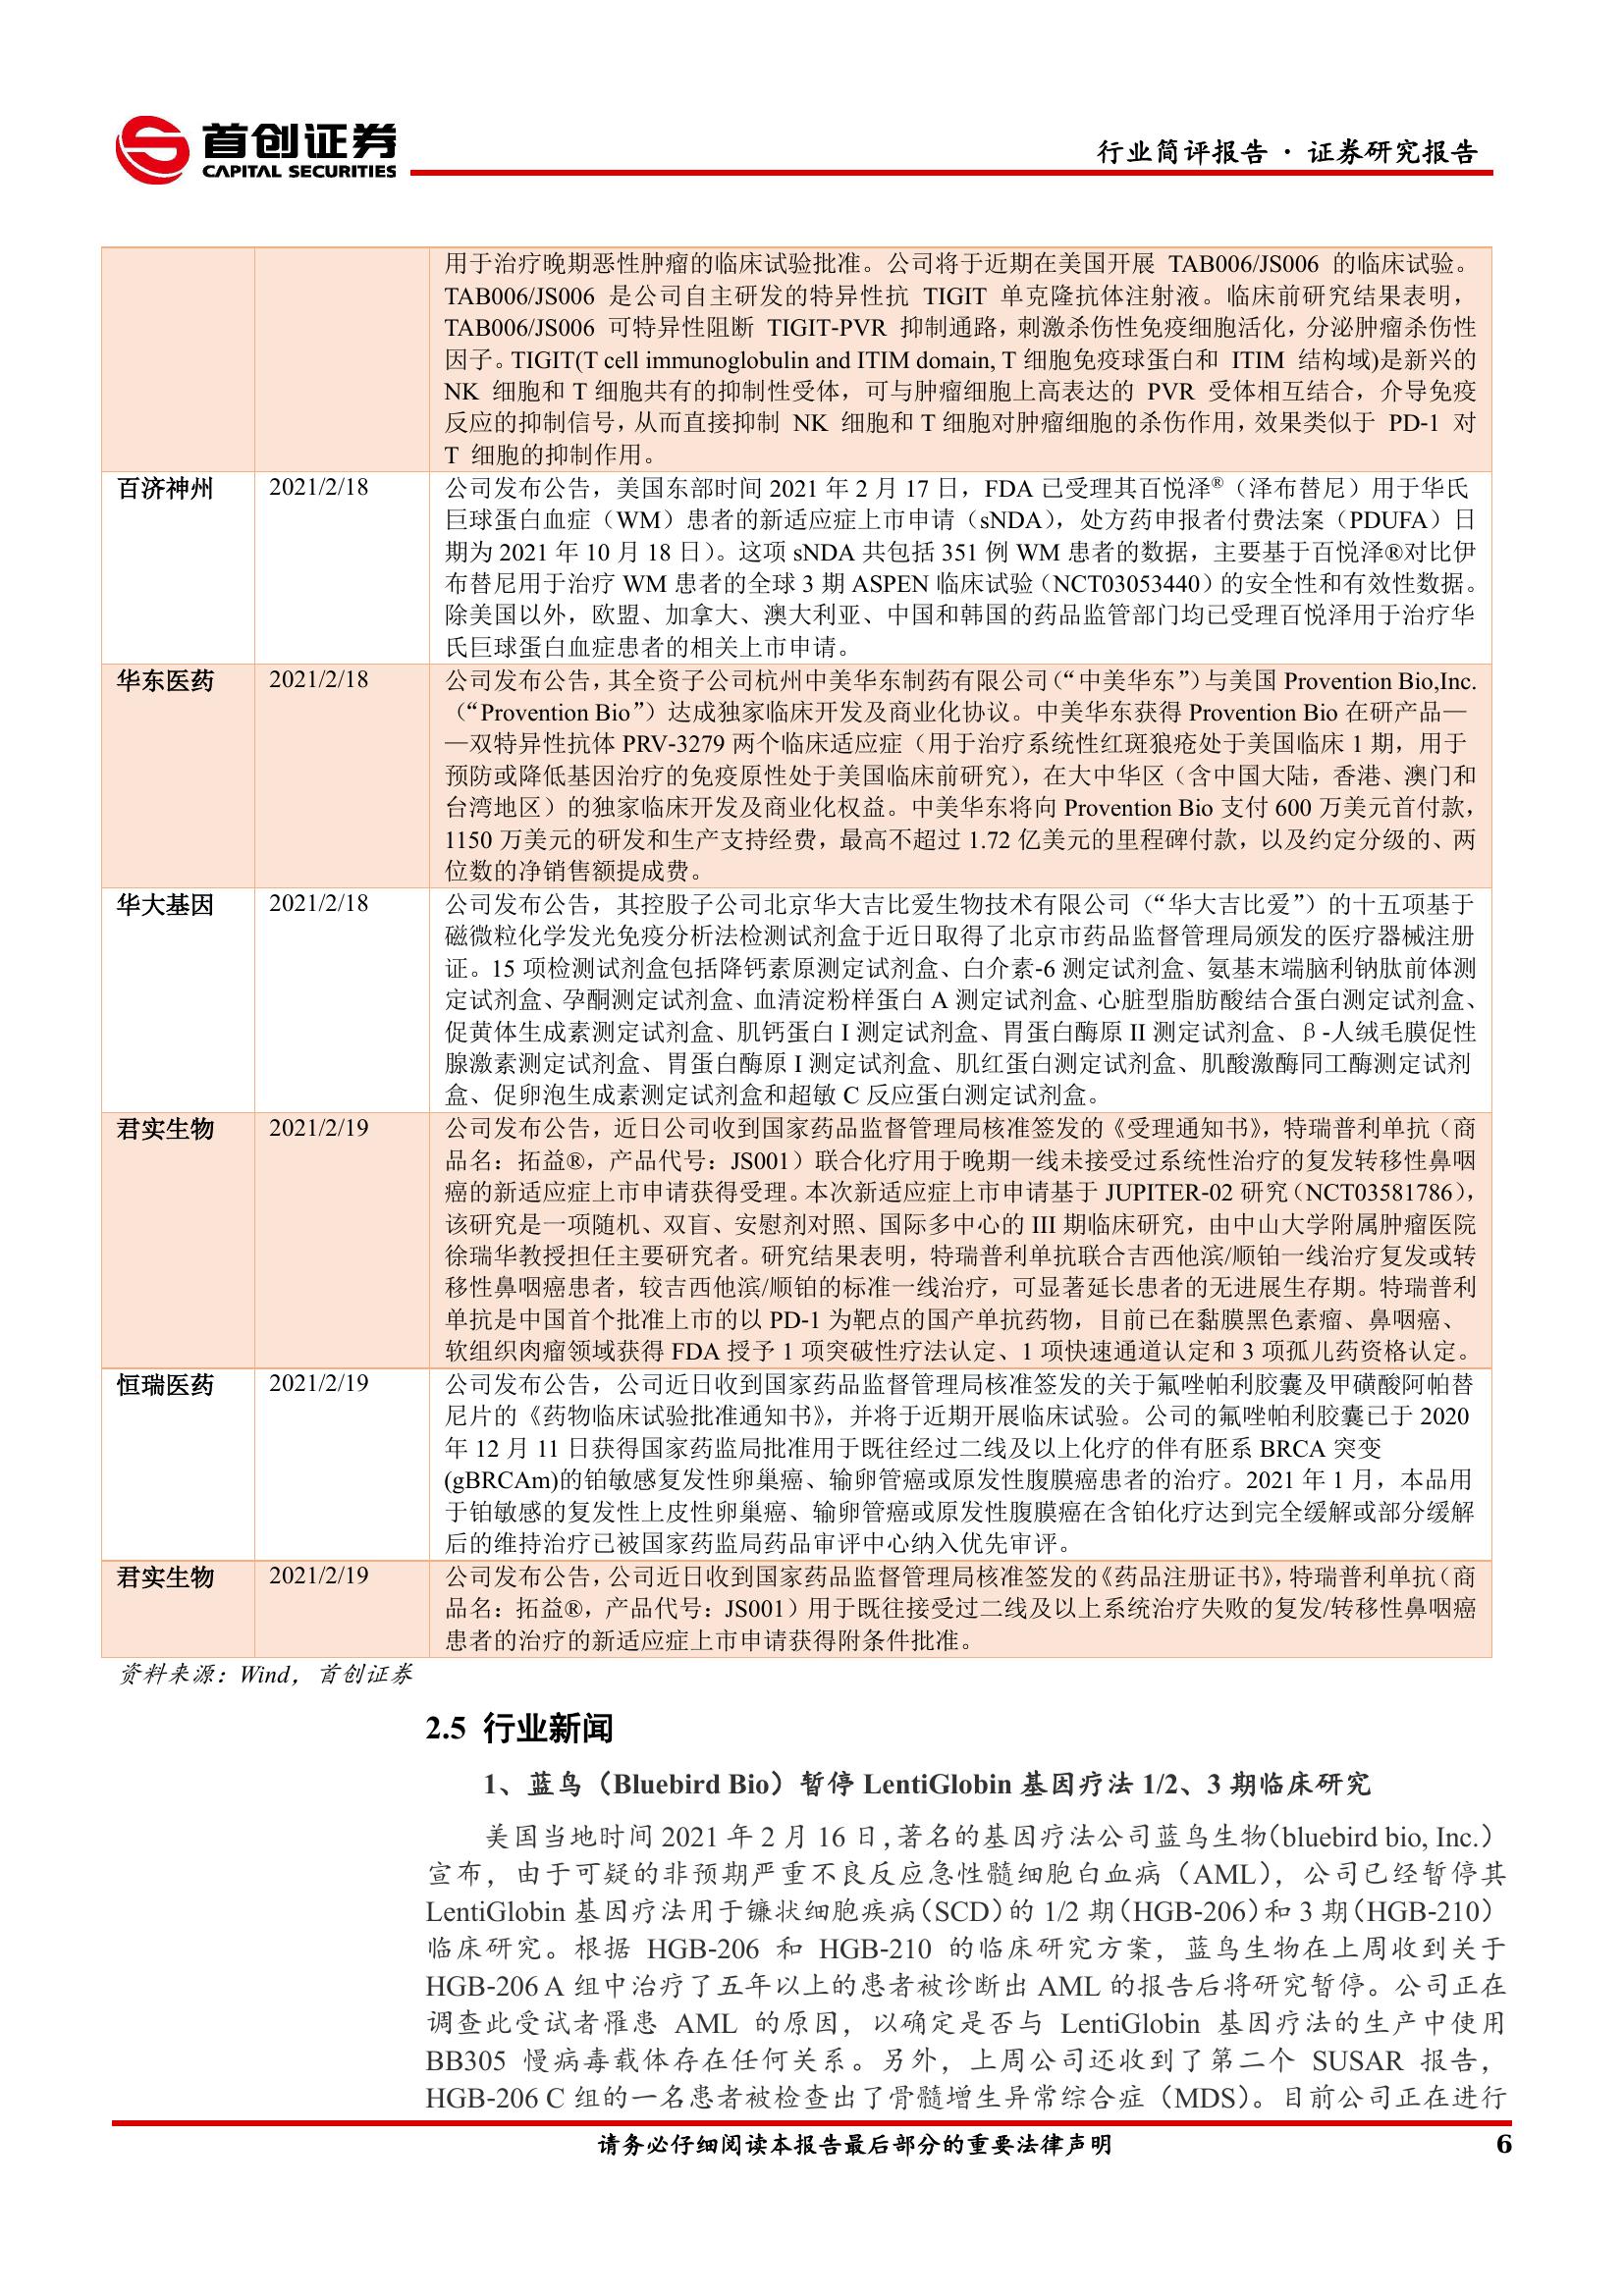 首创证券
CAPITAL SECURITIES
行业简评报告 · 证券研究报告
用于治疗晚期恶性肿瘤的临床试验批准。公司将于近期在美国开展 TAB006/JS006 的临床试验。
TAB006/JS006 是公司自主研发的特异性抗 TIGIT 单克隆抗体注射液。临床前研究结果表明，
TAB006/JS006 可特异性阻断 TIGIT-PVR 抑制通路，刺激杀伤性免疫细胞活化，分泌肿瘤杀伤性
因子。TIGIT(T cell immunoglobulin and ITIM domain, T 细胞免疫球蛋白和 ITIM 结构域)是新兴的
NK 细胞和 T 细胞共有的抑制性受体，可与肿瘤细胞上高表达的 PVR 受体相互结合，介导免疫
反应的抑制信号，从而直接抑制 NK 细胞和 T 细胞对肿瘤细胞的杀伤作用，效果类似于 PD-1 对
T 细胞的抑制作用。
百济神州 2021/2/18 公司发布公告，美国东部时间 2021 年 2 月 17 日，FDA 已受理其百悦泽®（泽布替尼）用于华氏
巨球蛋白血症（WM）患者的新适应症上市申请（sNDA），处方药申报者付费法案（PDUFA）日
期为 2021 年 10 月 18 日）。这项 sNDA 共包括 351 例 WM 患者的数据，主要基于百悦泽®对比伊
布替尼用于治疗 WM 患者的全球 3 期 ASPEN 临床试验（NCT03053440）的安全性和有效性数据。
除美国以外，欧盟、加拿大、澳大利亚、中国和韩国的药品监管部门均已受理百悦泽用于治疗华
氏巨球蛋白血症患者的相关上市申请。
华东医药 2021/2/18 公司发布公告，其全资子公司杭州中美华东制药有限公司（“中美华东”）与美国 Provention Bio,Inc.
（“Provention Bio”）达成独家临床开发及商业化协议。中美华东获得 Provention Bio 在研产品—
—双特异性抗体 PRV-3279 两个临床适应症（用于治疗系统性红斑狼疮处于美国临床 1 期，用于
预防或降低基因治疗的免疫原性处于美国临床前研究），在大中华区（含中国大陆，香港、澳门和
台湾地区）的独家临床开发及商业化权益。中美华东将向 Provention Bio 支付 600 万美元首付款，
1150 万美元的研发和生产支持经费，最高不超过 1.72 亿美元的里程碑付款，以及约定分级的、两
位数的净销售额提成费。
华大基因 2021/2/18 公司发布公告，其控股子公司北京华大吉比爱生物技术有限公司（“华大吉比爱”）的十五项基于
磁微粒化学发光免疫分析法检测试剂盒于近日取得了北京市药品监督管理局颁发的医疗器械注册
证。15 项检测试剂盒包括降钙素原测定试剂盒、白介素-6 测定试剂盒、氨基末端脑利钠肽前体测
定试剂盒、孕酮测定试剂盒、血清淀粉样蛋白 A 测定试剂盒、心脏型脂肪酸结合蛋白测定试剂盒、
促黄体生成素测定试剂盒、肌钙蛋白 I 测定试剂盒、胃蛋白酶原 II 测定试剂盒、β-人绒毛膜促性
腺激素测定试剂盒、胃蛋白酶原 I 测定试剂盒、肌红蛋白测定试剂盒、肌酸激酶同工酶测定试剂
盒、促卵泡生成素测定试剂盒和超敏 C 反应蛋白测定试剂盒。
君实生物 2021/2/19 公司发布公告，近日公司收到国家药品监督管理局核准签发的《受理通知书》，特瑞普利单抗（商
品名：拓益®，产品代号：JS001）联合化疗用于晚期一线未接受过系统性治疗的复发转移性鼻咽
癌的新适应症上市申请获得受理。本次新适应症上市申请基于 JUPITER-02 研究（NCT03581786），
该研究是一项随机、双盲、安慰剂对照、国际多中心的 III 期临床研究，由中山大学附属肿瘤医院
徐瑞华教授担任主要研究者。研究结果表明，特瑞普利单抗联合吉西他滨/顺铂一线治疗复发或转
移性鼻咽癌患者，较吉西他滨/顺铂的标准一线治疗，可显著延长患者的无进展生存期。特瑞普利
单抗是中国首个批准上市的以 PD-1 为靶点的国产单抗药物，目前已在黏膜黑色素瘤、鼻咽癌、
软组织肉瘤领域获得 FDA 授予 1 项突破性疗法认定、1 项快速通道认定和 3 项孤儿药资格认定。
恒瑞医药 2021/2/19 公司发布公告，公司近日收到国家药品监督管理局核准签发的关于氟唑帕利胶囊及甲磺酸阿帕替
尼片的《药物临床试验批准通知书》，并将于近期开展临床试验。公司的氟唑帕利胶囊已于 2020
年 12 月 11 日获得国家药监局批准用于既往经过二线及以上化疗的伴有胚系 BRCA 突变
(gBRCAm)的铂敏感复发性卵巢癌、输卵管癌或原发性腹膜癌患者的治疗。2021 年 1 月，本品用
于铂敏感的复发性上皮性卵巢癌、输卵管癌或原发性腹膜癌在含铂化疗达到完全缓解或部分缓解
后的维持治疗已被国家药监局药品审评中心纳入优先审评。
君实生物 2021/2/19 公司发布公告，公司近日收到国家药品监督管理局核准签发的《药品注册证书》，特瑞普利单抗（商
品名：拓益®，产品代号：JS001）用于既往接受过二线及以上系统治疗失败的复发/转移性鼻咽癌
患者的治疗的新适应症上市申请获得附条件批准。
资料来源：Wind，首创证券
2.5 行业新闻
1、蓝鸟（Bluebird Bio）暂停 LentiGlobin 基因疗法 1/2、3 期临床研究
美国当地时间 2021 年 2 月 16 日，著名的基因疗法公司蓝鸟生物（bluebird bio, Inc.）
宣布，由于可疑的非预期严重不良反应急性髓细胞白血病（AML），公司已经暂停其
LentiGlobin 基因疗法用于镰状细胞疾病（SCD）的 1/2 期（HGB-206）和 3 期（HGB-210）
临床研究。根据 HGB-206 和 HGB-210 的临床研究方案，蓝鸟生物在上周收到关于
HGB-206 A 组中治疗了五年以上的患者被诊断出 AML 的报告后将研究暂停。公司正在
调查此受试者罹患 AML 的原因，以确定是否与 LentiGlobin 基因疗法的生产中使用
BB305 慢病毒载体存在任何关系。另外，上周公司还收到了第二个 SUSAR 报告，
HGB-206 C 组的一名患者被检查出了骨髓增生异常综合症（MDS）。目前公司正在进行
请务必仔细阅读本报告最后部分的重要法律声明
6